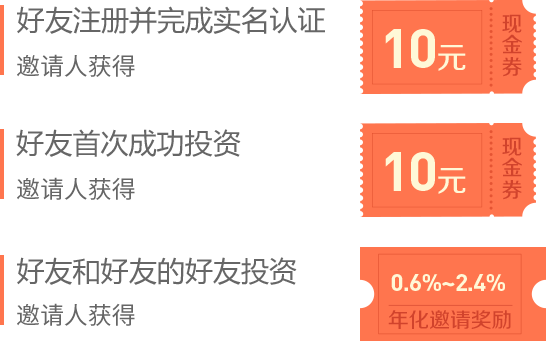 好友注册并完成实名认证
邀请人获得
10元
现金券
好友首次成功投资
邀请人获得
10元
现金券
好友和好友的好友投资
邀请人获得
0.6%~2.4%
年化邀请奖励